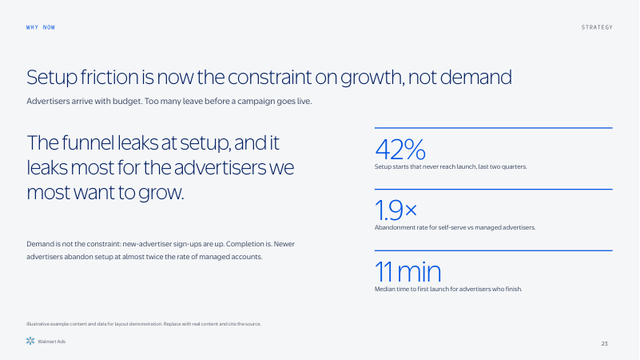 WHY NOW
STRATEGY
Setup friction is now the constraint on growth, not demand
Advertisers arrive with budget. Too many leave before a campaign goes live.
The funnel leaks at setup, and it
leaks most for the advertisers we
most want to grow.
Demand is not the constraint: new-advertiser sign-ups are up. Completion is. Newer
advertisers abandon setup at almost twice the rate of managed accounts.
42%
Setup starts that never reach launch, last two quarters.
1.9×
Abandonment rate for self-serve vs managed advertisers.
11 min
Median time to first launch for advertisers who finish.
Illustrative example content and data for layout demonstration. Replace with real content and cite the source.
Walmart Ads
23